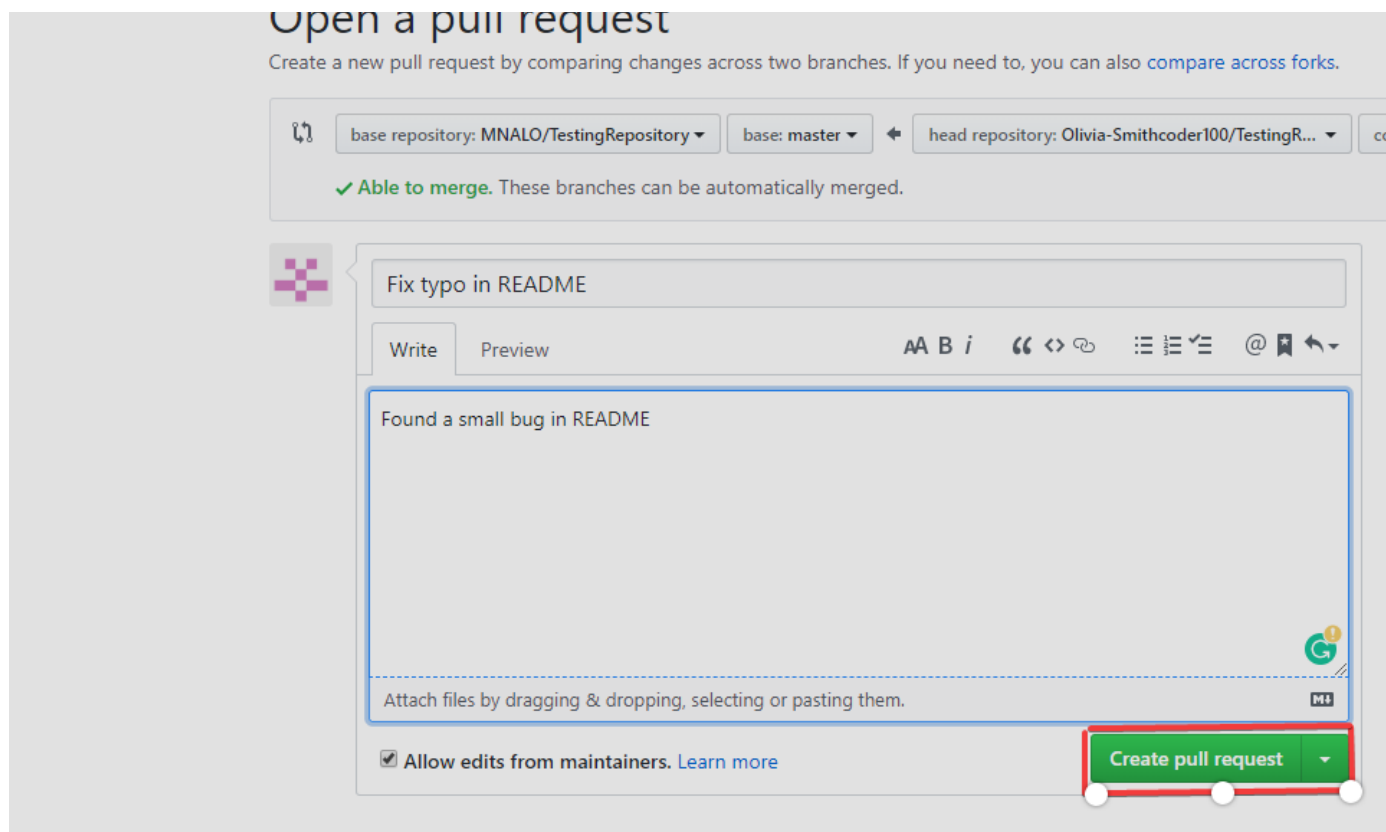 Open a pull request
Create a new pull request by comparing changes across two branches. If you need to, you can also compare across forks.
base repository: MNALO/TestingRepository base: master head repository: Olivia-Smithcoder100/TestingR...
Able to merge. These branches can be automatically merged.
Fix typo in README
Write Preview AA B i @
Found a small bug in README
Attach files by dragging & dropping, selecting or pasting them.
Allow edits from maintainers. Learn more Create pull request